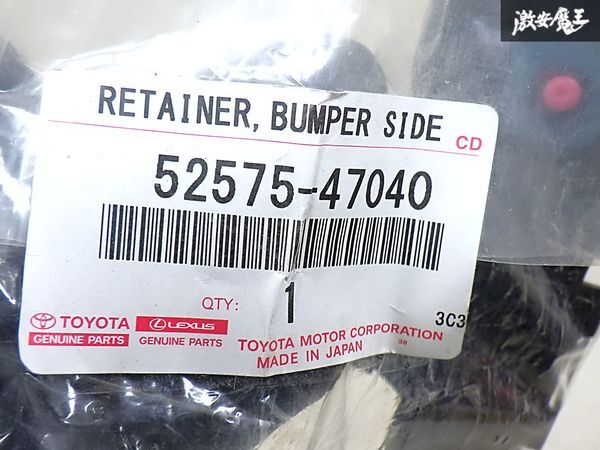 激安魔王
RETAINER, BUMPER SIDE
CD
52575-47040
QTY: 1
3C3
TOYOTA
GENUINE PARTS
LEXUS
GENUINE PARTS
TOYOTA MOTOR CORPORATION
MADE IN JAPAN
38